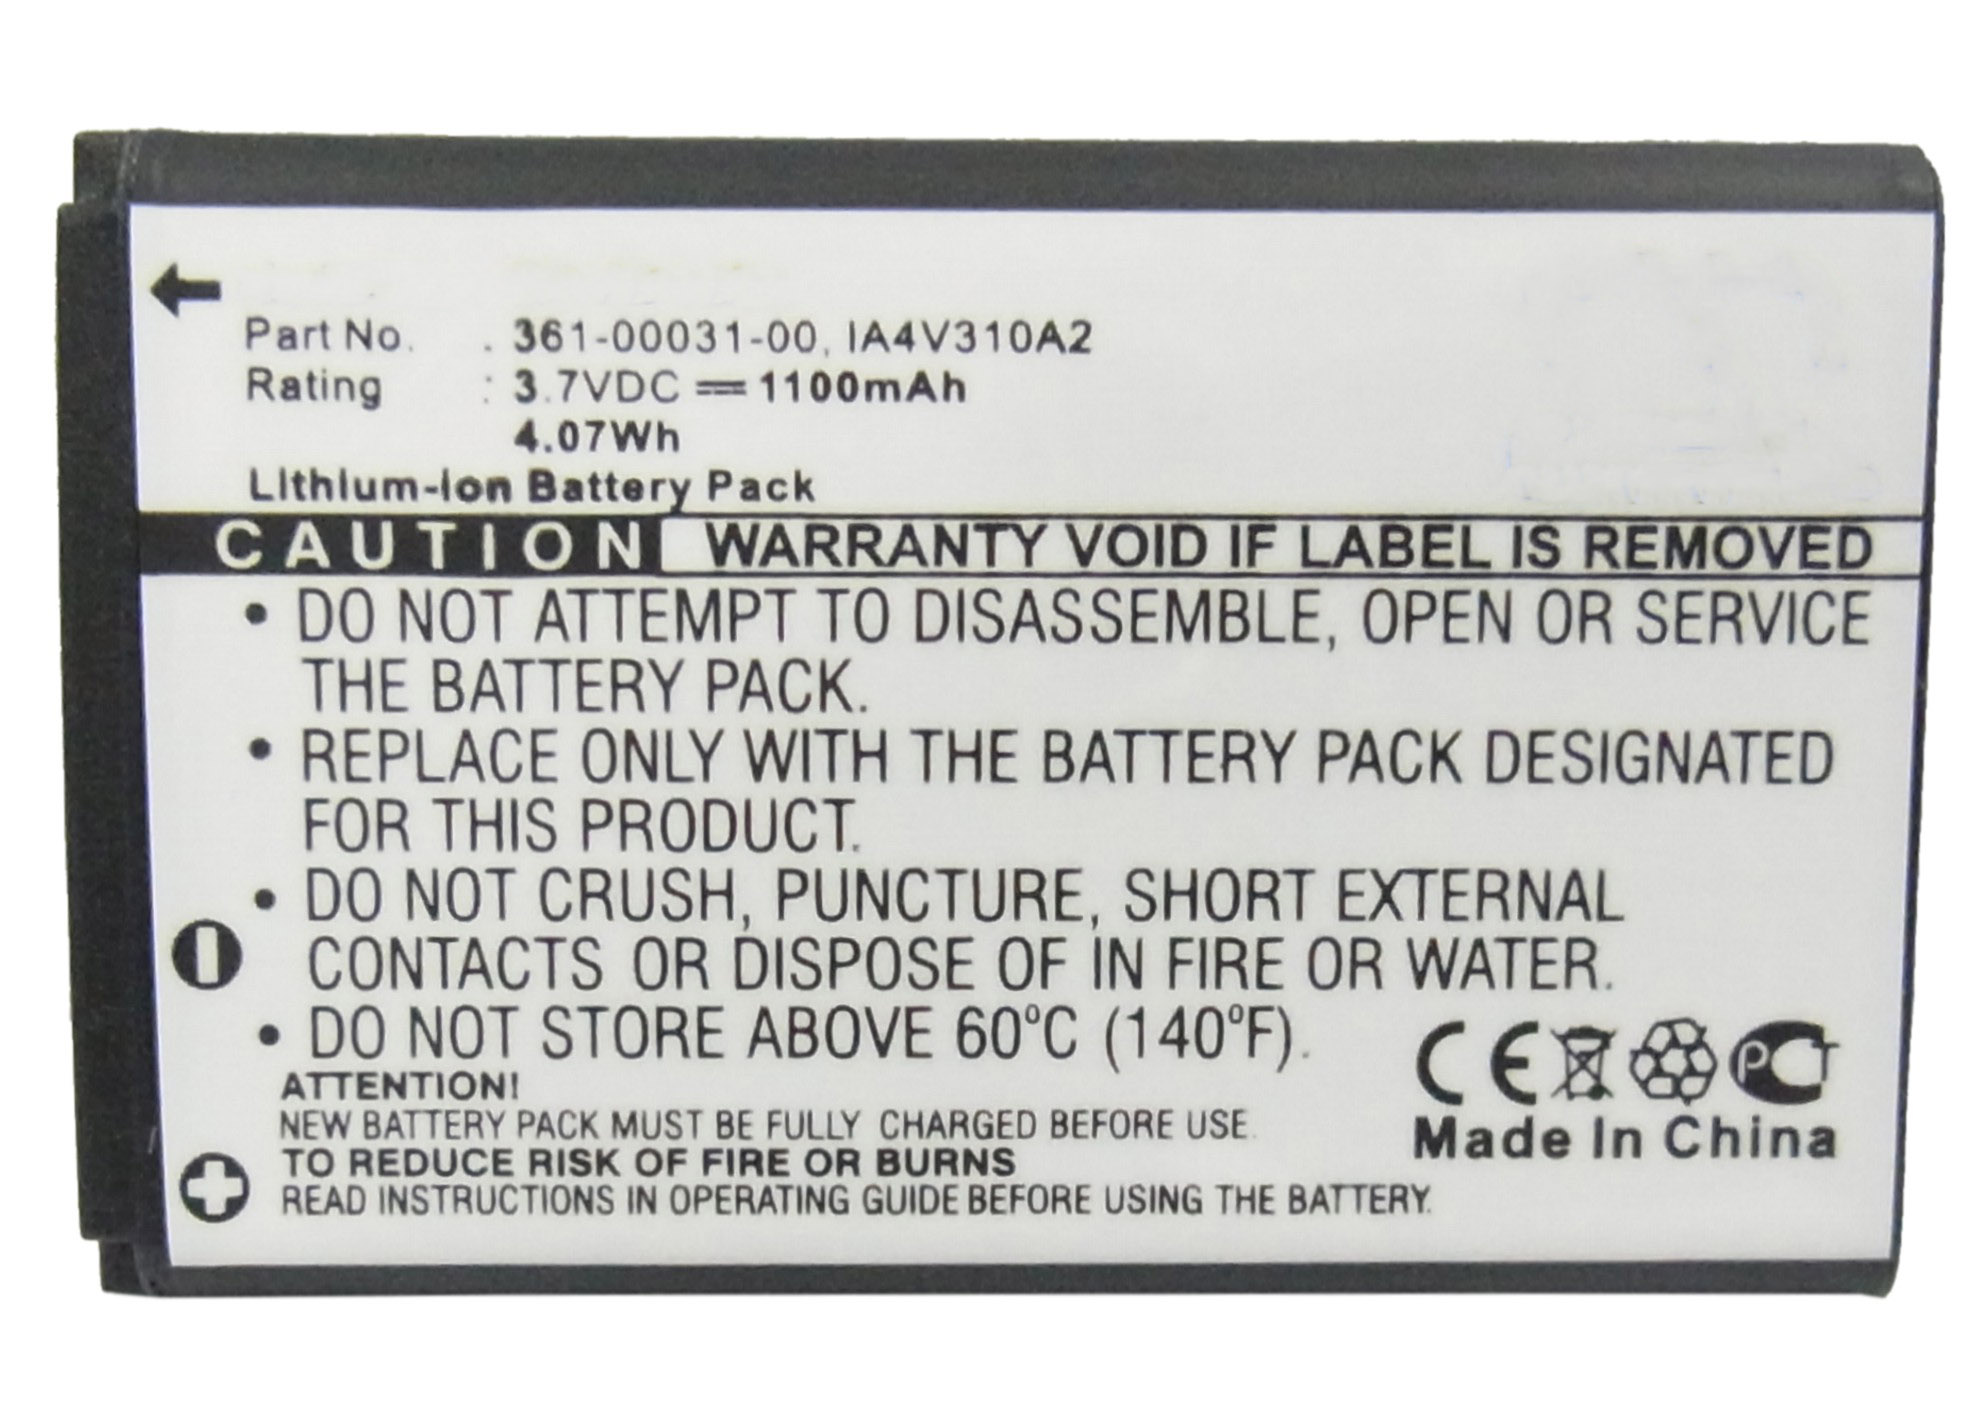 Part No. : 361-00031-00, IA4V310A2
Rating : 3.7VDC ⎓ 1100mAh
4.07Wh
Lithium-Ion Battery Pack
CAUTION WARRANTY VOID IF LABEL IS REMOVED
• DO NOT ATTEMPT TO DISASSEMBLE, OPEN OR SERVICE
THE BATTERY PACK.
• REPLACE ONLY WITH THE BATTERY PACK DESIGNATED
FOR THIS PRODUCT.
• DO NOT CRUSH, PUNCTURE, SHORT EXTERNAL
CONTACTS OR DISPOSE OF IN FIRE OR WATER.
• DO NOT STORE ABOVE 60°C (140°F).
ATTENTION!
NEW BATTERY PACK MUST BE FULLY CHARGED BEFORE USE.
TO REDUCE RISK OF FIRE OR BURNS
READ INSTRUCTIONS IN OPERATING GUIDE BEFORE USING THE BATTERY.
CE PCT
Made In China